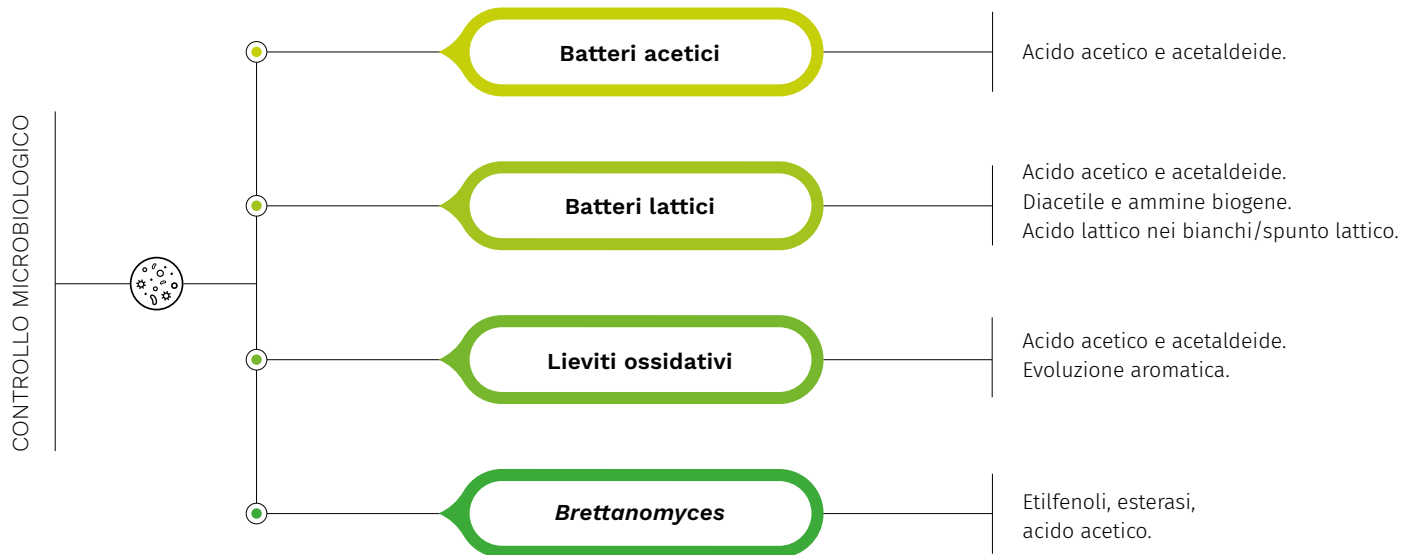 CONTROLLO MICROBIOLOGICO
Batteri acetici
Acido acetico e acetaldeide.
Batteri lattici
Acido acetico e acetaldeide.
Diacetile e ammine biogene.
Acido lattico nei bianchi/spunto lattico.
Lieviti ossidativi
Acido acetico e acetaldeide.
Evoluzione aromatica.
Brettanomyces
Etilfenoli, esterasi,
acido acetico.